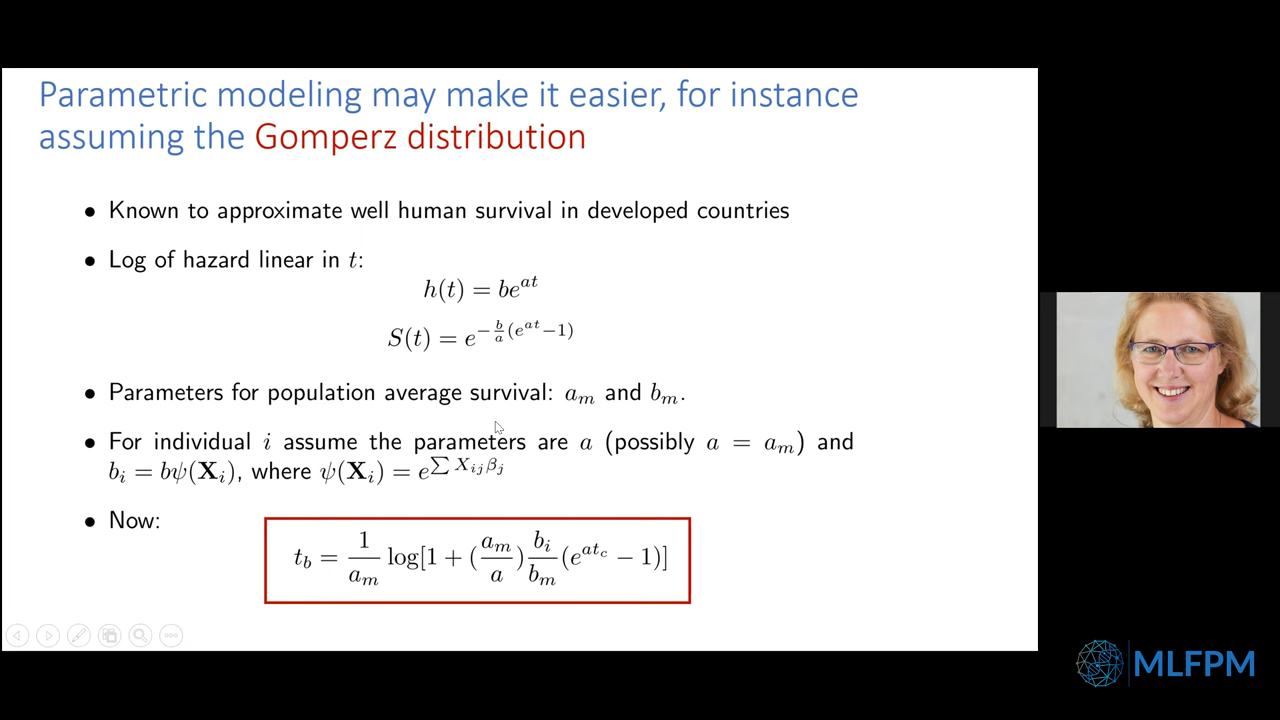 Parametric modeling may make it easier, for instance
assuming the Gomperz distribution
• Known to approximate well human survival in developed countries
• Log of hazard linear in t:
h(t) = be^{at}
S(t) = e^{-\frac{b}{a}(e^{at}-1)}
• Parameters for population average survival: a_m and b_m.
• For individual i assume the parameters are a (possibly a = a_m) and
b_i = bψ(X_i), where ψ(X_i) = e^{∑ X_{ij}β_j}
• Now:
t_b = \frac{1}{a_m} log[1 + (\frac{a_m}{a})\frac{b_i}{b_m}(e^{at_c} − 1)]
MLFPM